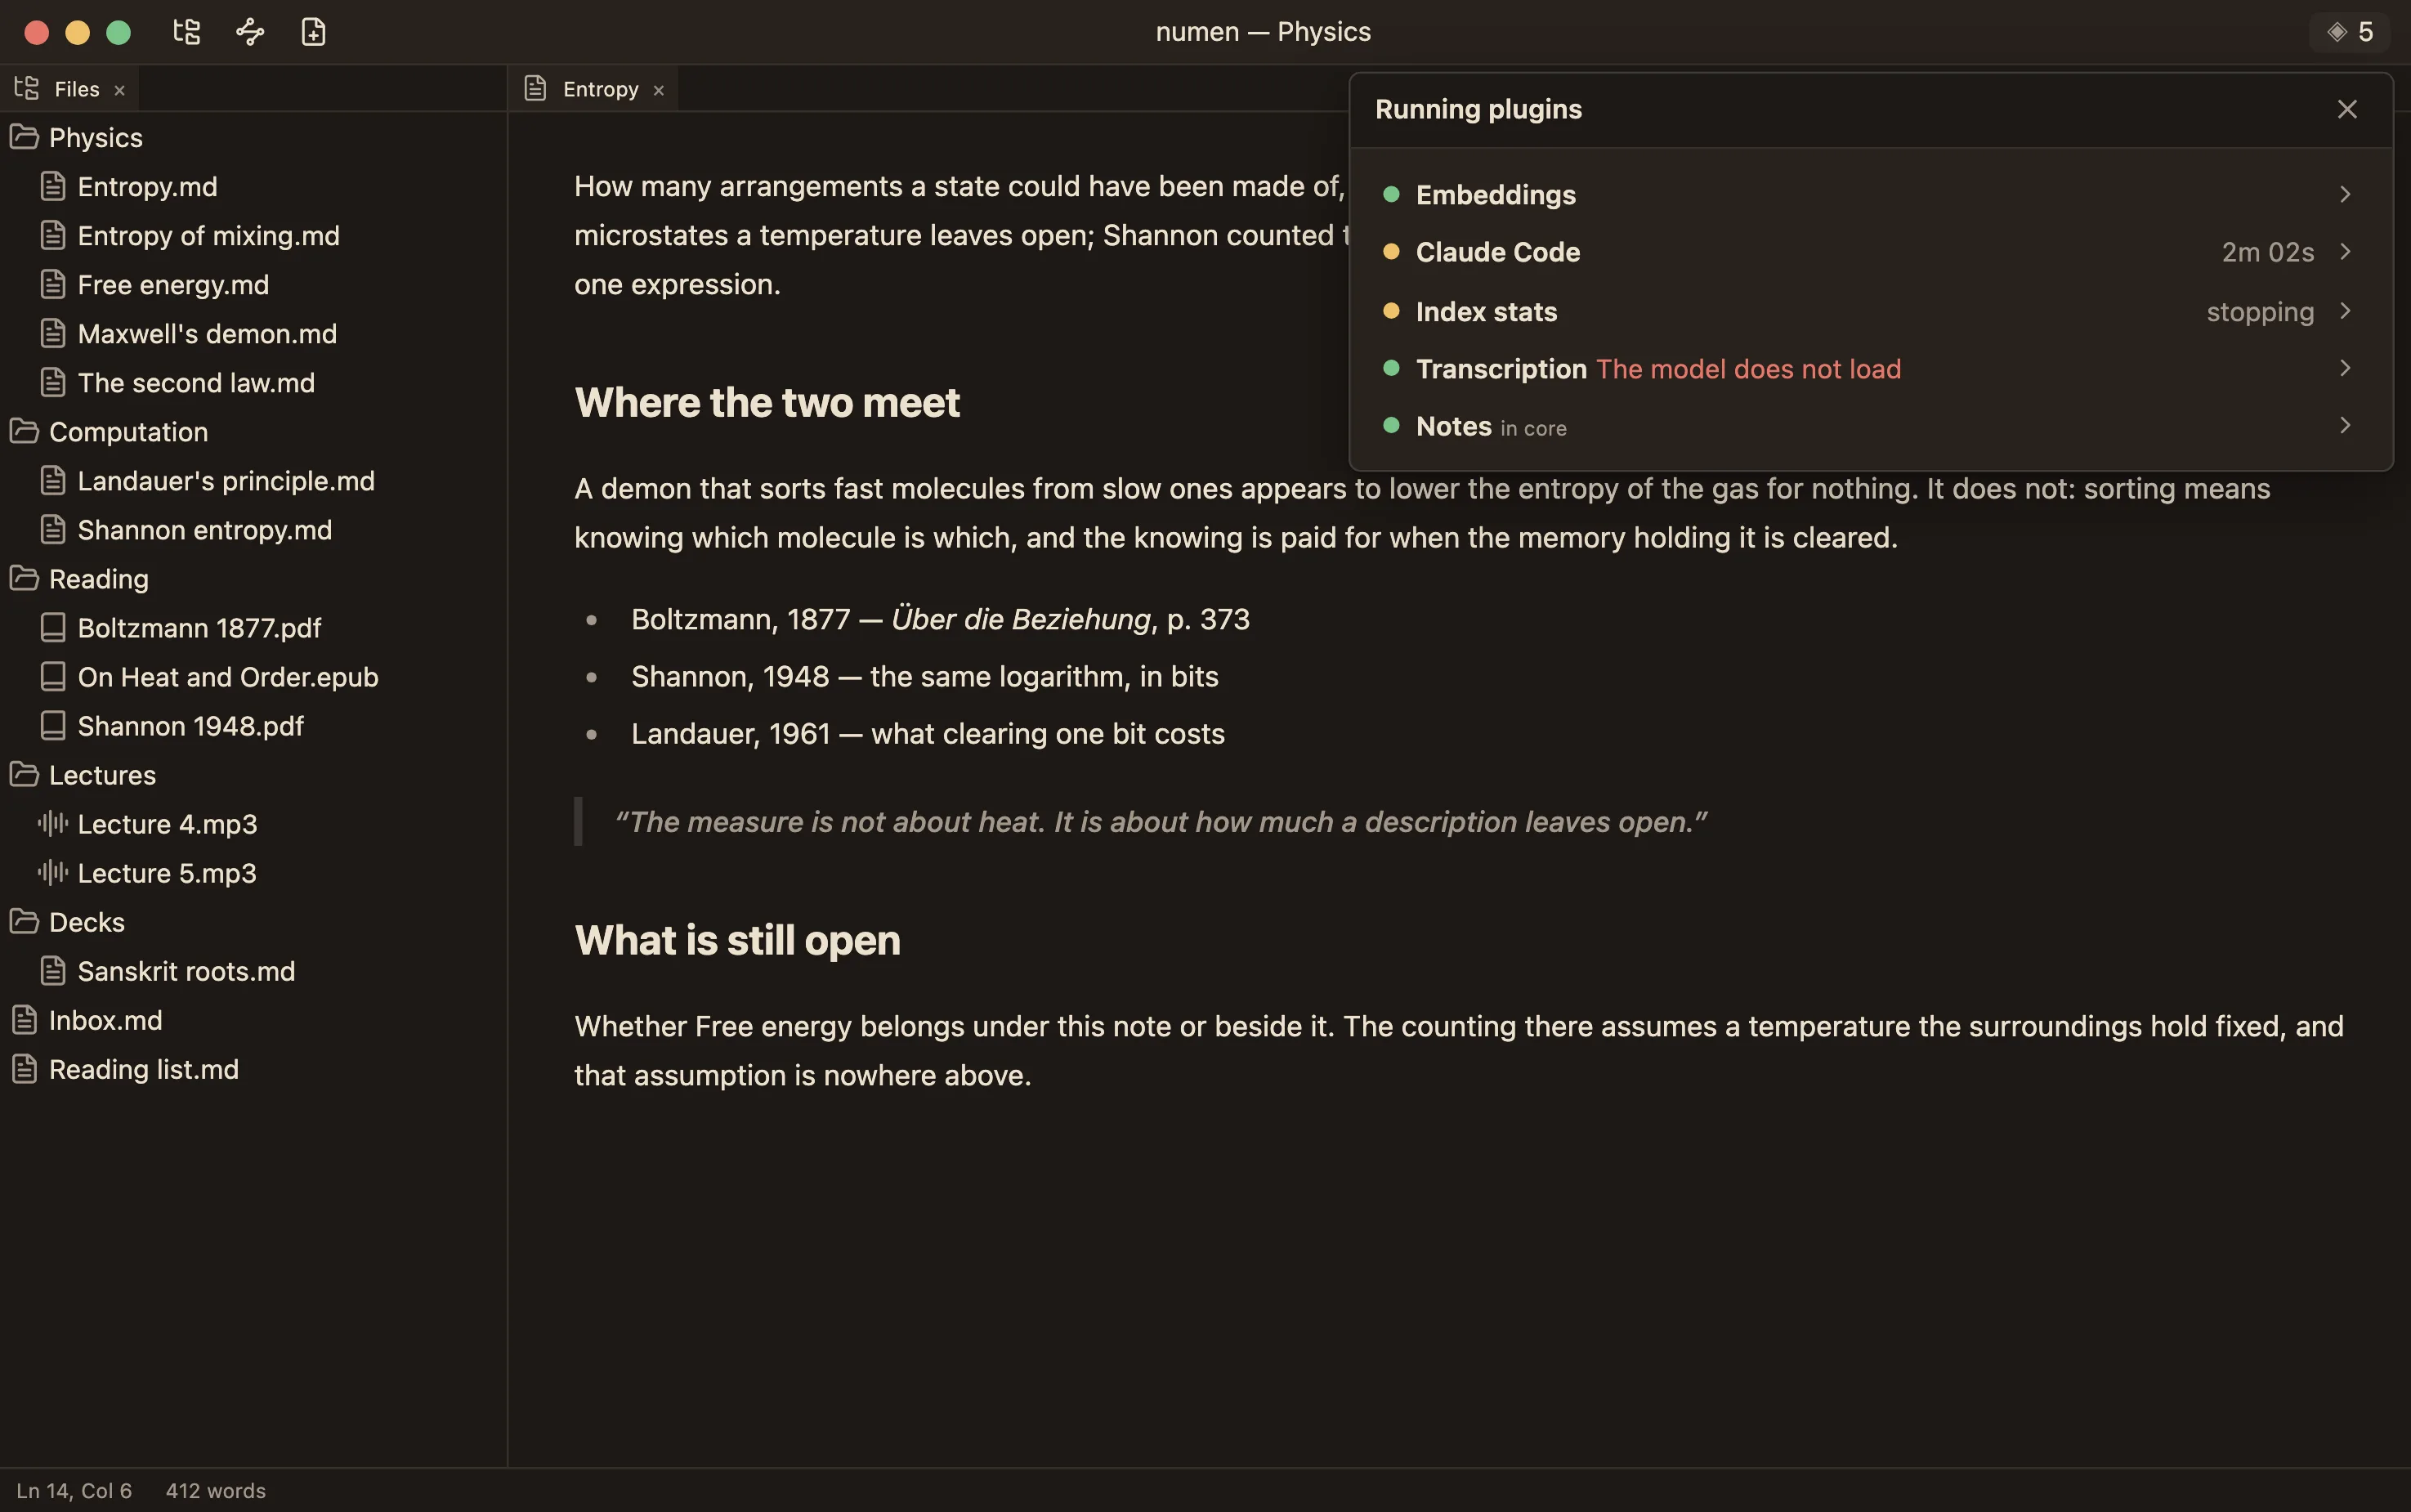 numen — Physics
5
Files
Entropy
Running plugins
Physics
Entropy.md
Entropy of mixing.md
Free energy.md
Maxwell's demon.md
The second law.md
Computation
Landauer's principle.md
Shannon entropy.md
Reading
Boltzmann 1877.pdf
On Heat and Order.epub
Shannon 1948.pdf
Lectures
Lecture 4.mp3
Lecture 5.mp3
Decks
Sanskrit roots.md
Inbox.md
Reading list.md
How many arrangements a state could have been made of,
microstates a temperature leaves open; Shannon counted
one expression.
Where the two meet
A demon that sorts fast molecules from slow ones appears to lower the entropy of the gas for nothing. It does not: sorting means
knowing which molecule is which, and the knowing is paid for when the memory holding it is cleared.
Boltzmann, 1877 — Über die Beziehung, p. 373
Shannon, 1948 — the same logarithm, in bits
Landauer, 1961 — what clearing one bit costs
“The measure is not about heat. It is about how much a description leaves open.”
What is still open
Whether Free energy belongs under this note or beside it. The counting there assumes a temperature the surroundings hold fixed, and
that assumption is nowhere above.
Embeddings
Claude Code 2m 02s
Index stats stopping
Transcription The model does not load
Notes in core
Ln 14, Col 6 412 words